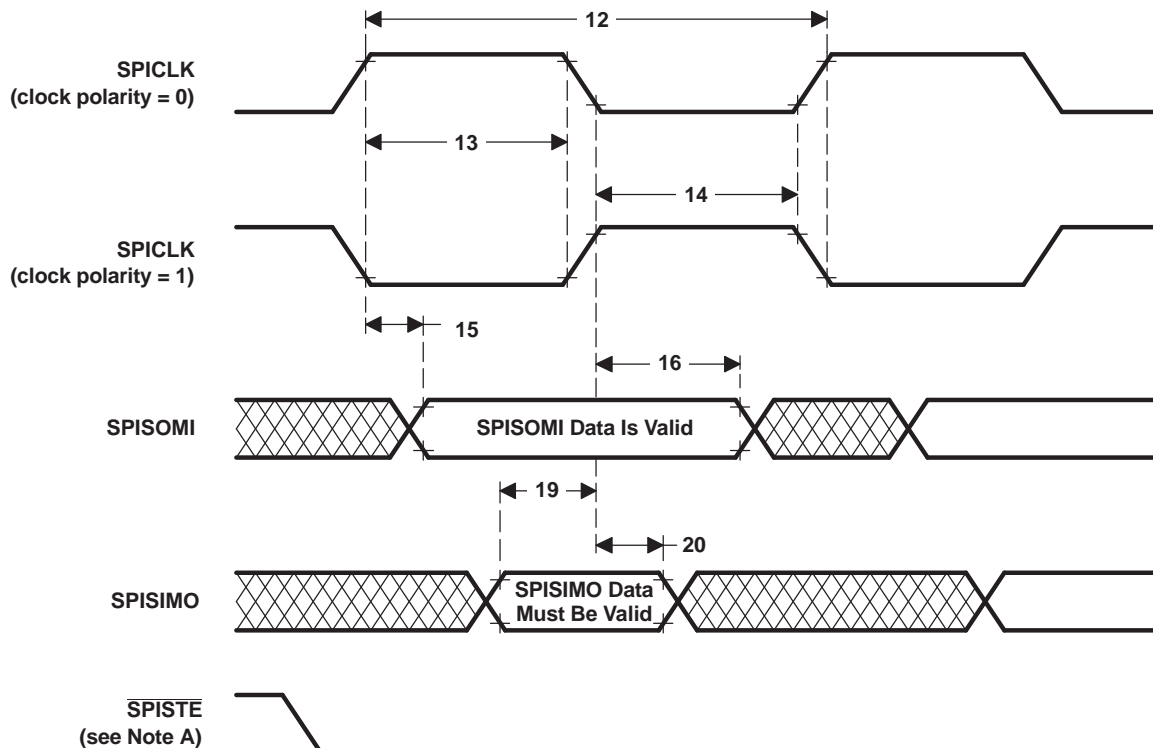 12
SPICLK
(clock polarity = 0)
13
14
SPICLK
(clock polarity = 1)
15
16
SPISOMI
SPISOMI Data Is Valid
19
20
SPISIMO
SPISIMO Data
Must Be Valid
SPISTE
(see Note A)